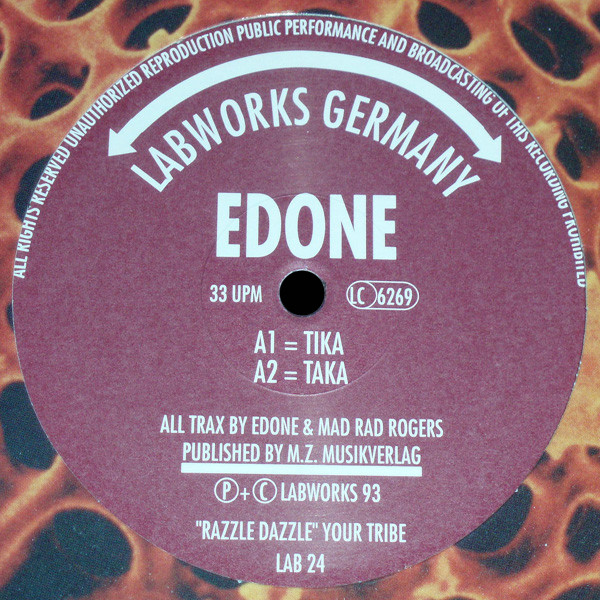 ALL RIGHTS RESERVED UNAUTHORIZED REPRODUCTION PUBLIC PERFORMANCE AND BROADCASTING OF THIS RECORDING PROHIBITED
LABWORKS GERMANY
EDONE
33 UPM LC 6269
A1 = TIKA
A2 = TAKA
ALL TRAX BY EDONE & MAD RAD ROGERS
PUBLISHED BY M.Z. MUSIKVERLAG
Ⓟ+Ⓒ LABWORKS 93
"RAZZLE DAZZLE" YOUR TRIBE
LAB 24